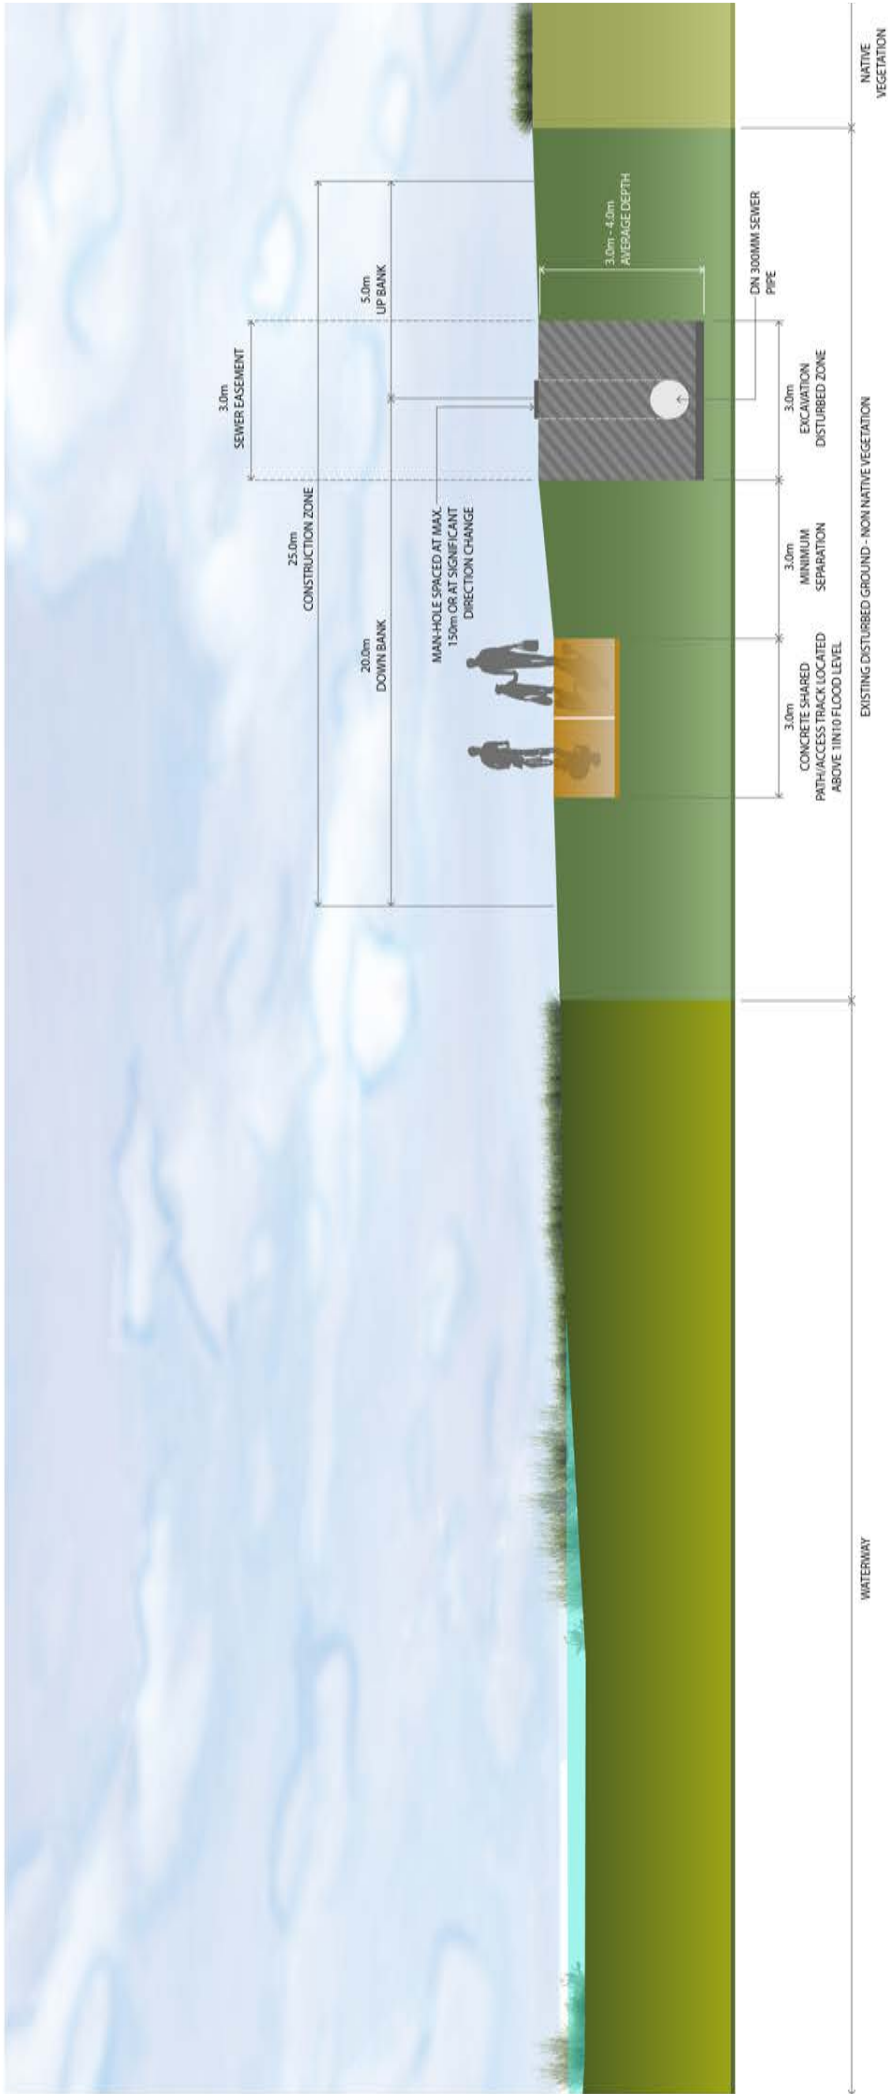 3.0m
SEWER EASEMENT
25.0m
CONSTRUCTION ZONE
20.0m
DOWN BANK
5.0m
UP BANK
MAN-HOLE SPACED AT MAX.
150m OR AT SIGNIFICANT
DIRECTION CHANGE
3.0m - 4.0m
AVERAGE DEPTH
DN 300MM SEWER
PIPE
3.0m
CONCRETE SHARED
PATH/ACCESS TRACK LOCATED
ABOVE 1IN10 FLOOD LEVEL
3.0m
MINIMUM
SEPARATION
3.0m
EXCAVATION
DISTURBED ZONE
WATERWAY
EXISTING DISTURBED GROUND - NON NATIVE VEGETATION
NATIVE
VEGETATION